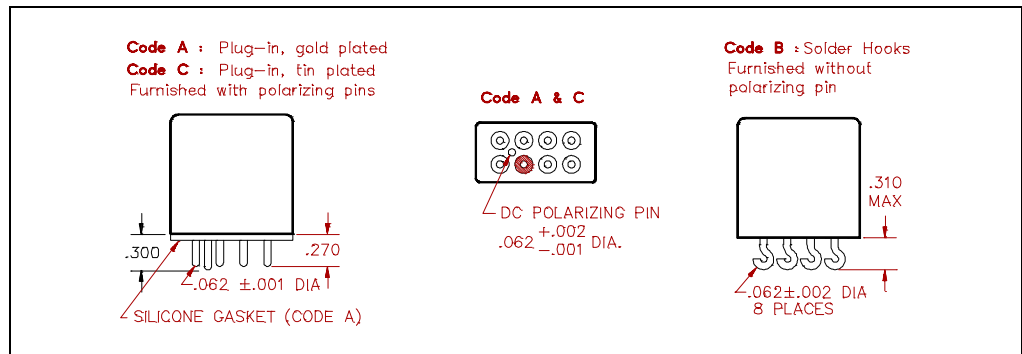 Code A : Plug-in, gold plated
Code C : Plug-in, tin plated
Furnished with polarizing pins
.300
.270
.062 ±.001 DIA
SILICONE GASKET (CODE A)
Code A & C
DC POLARIZING PIN
.062 +.002 -.001 DIA.
Code B : Solder Hooks
Furnished without
polarizing pin
.310
MAX
.062±.002 DIA
8 PLACES